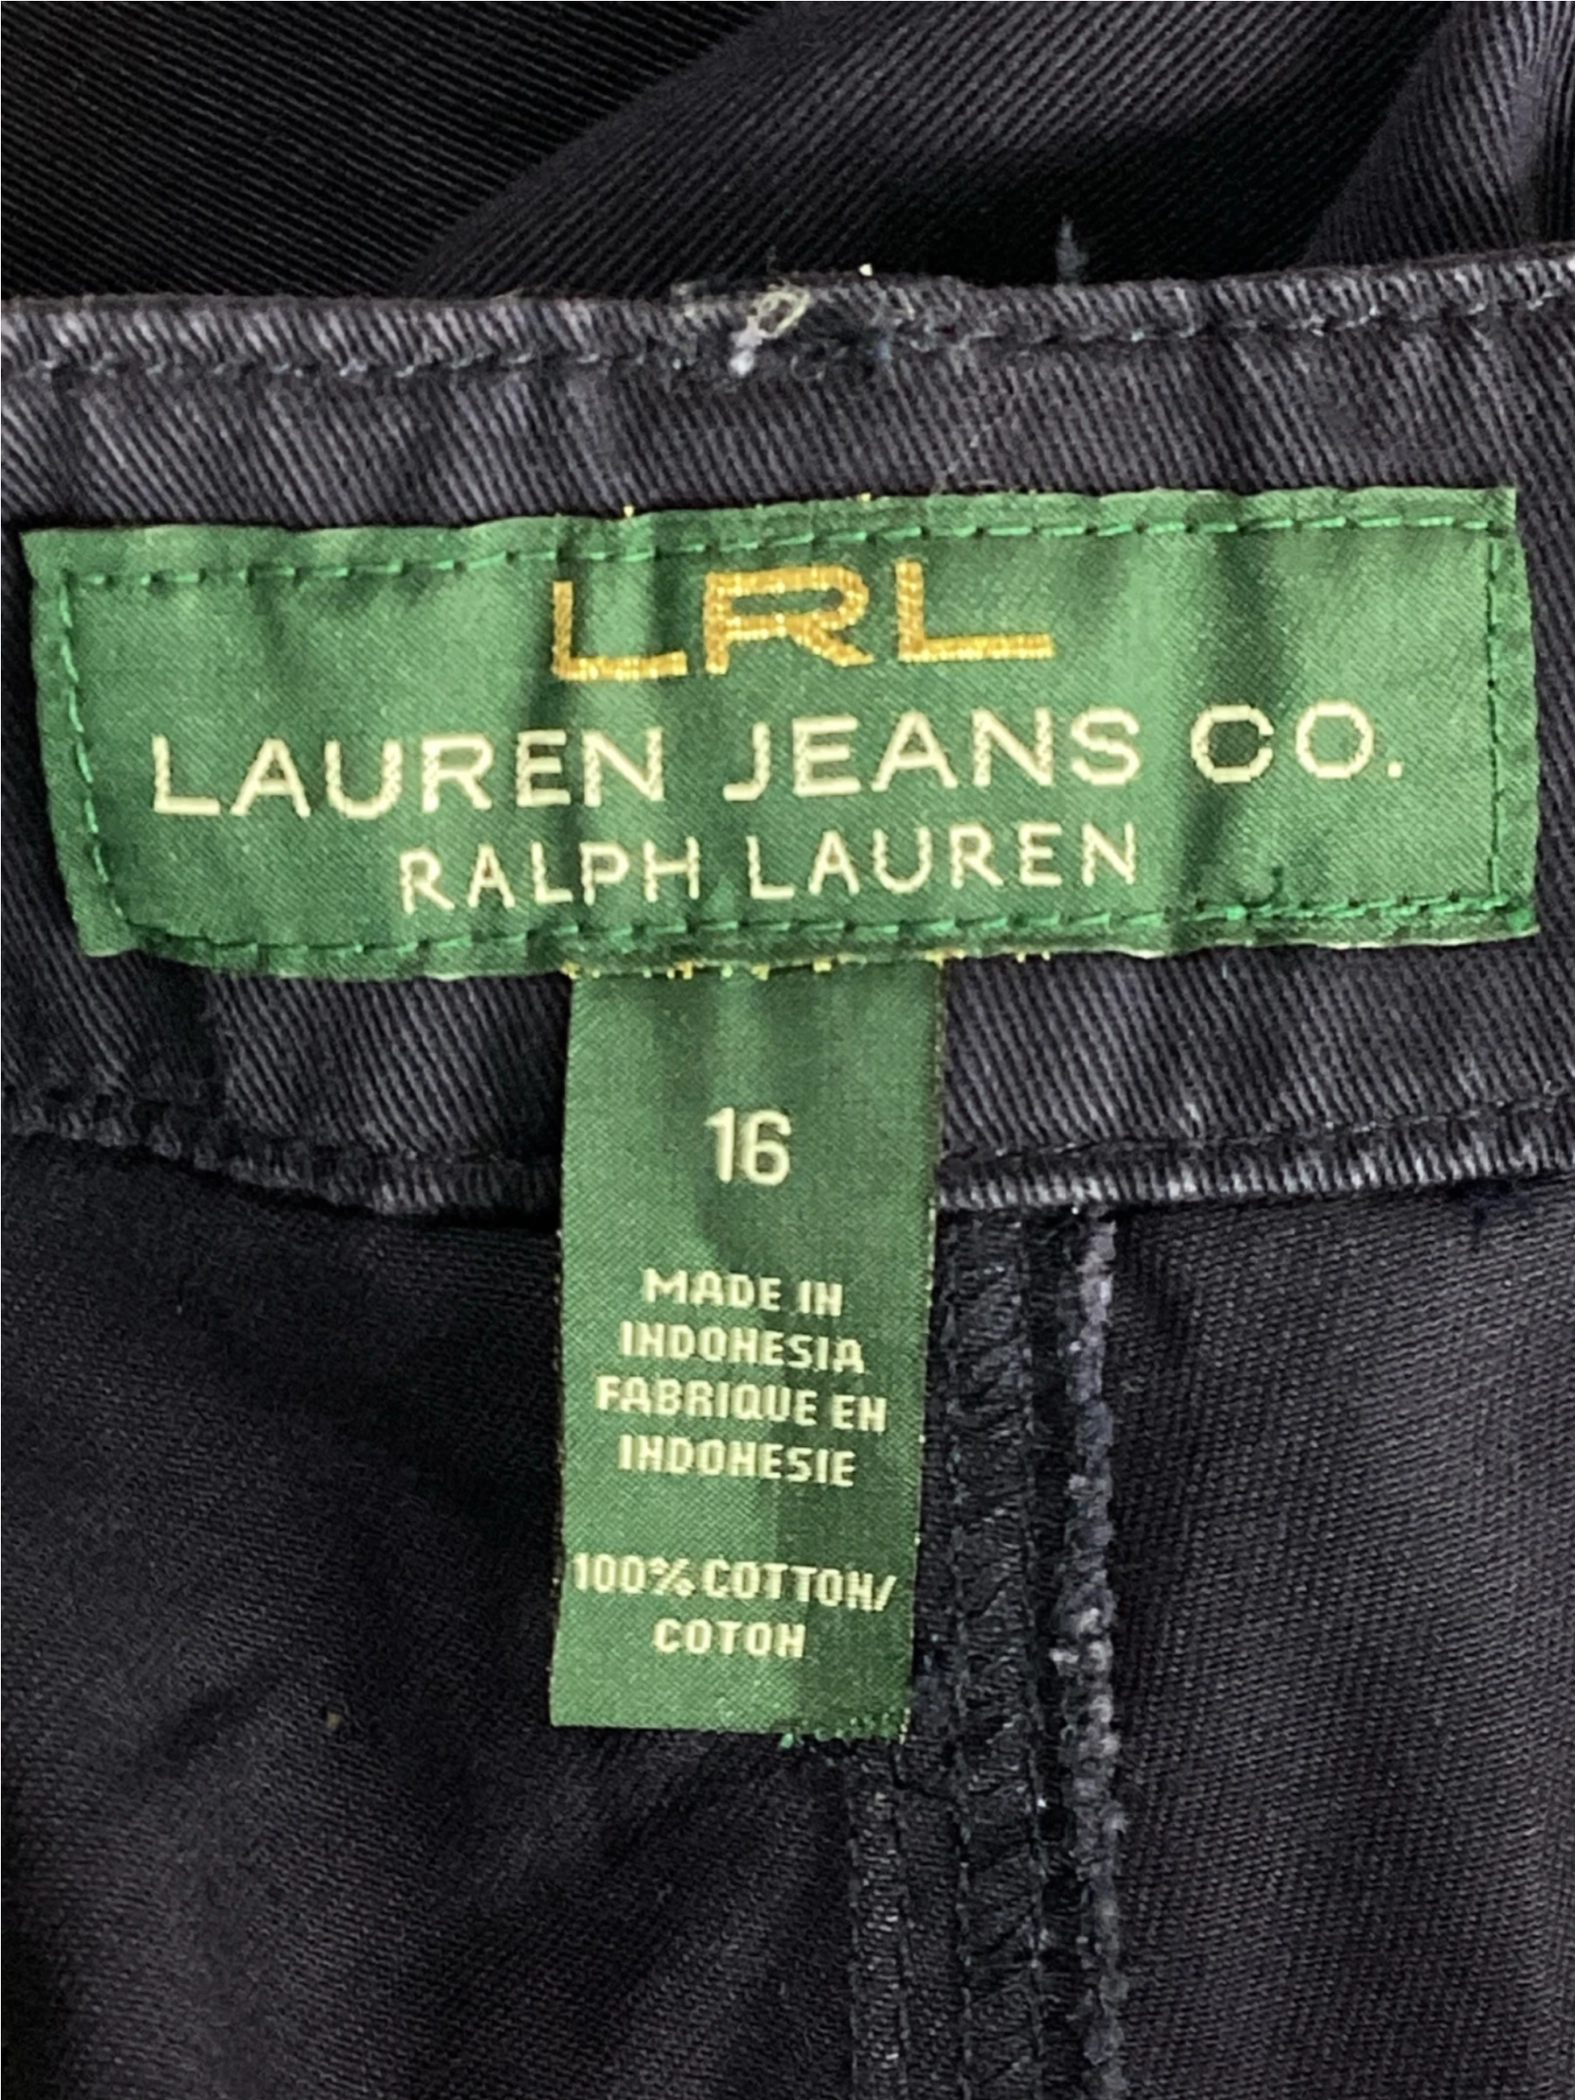 LRL
LAUREN JEANS CO.
RALPH LAUREN
16
MADE IN
INDONESIA
FABRIQUE EN
INDONESIE
100% COTTON/
COTON